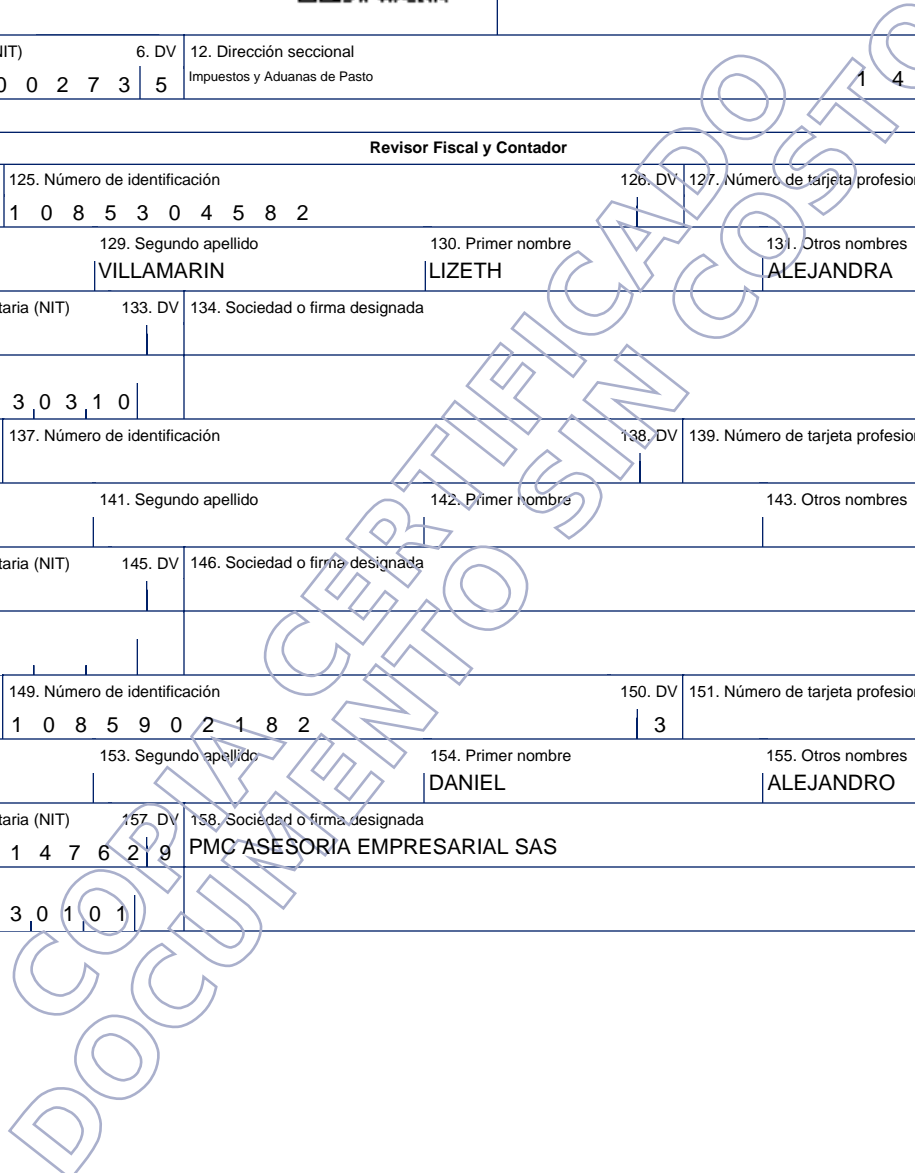 NIT) 6. DV 12. Dirección seccional
0 0 2 7 3 5 Impuestos y Aduanas de Pasto 1 4
Revisor Fiscal y Contador
125. Número de identificación 126. DV 127. Número de tarjeta profesion
1 0 8 5 3 0 4 5 8 2
129. Segundo apellido 130. Primer nombre 131. Otros nombres
VILLAMARIN LIZETH ALEJANDRA
taria (NIT) 133. DV 134. Sociedad o firma designada
3 0 3 1 0
137. Número de identificación 138. DV 139. Número de tarjeta profesion
141. Segundo apellido 142. Primer nombre 143. Otros nombres
taria (NIT) 145. DV 146. Sociedad o firma designada
149. Número de identificación 150. DV 151. Número de tarjeta profesion
1 0 8 5 9 0 2 1 8 2 3
153. Segundo apellido 154. Primer nombre 155. Otros nombres
DANIEL ALEJANDRO
taria (NIT) 157. DV 158. Sociedad o firma designada
1 4 7 6 2 9 PMC ASESORIA EMPRESARIAL SAS
3 0 1 0 1
COPIA CERTIFICADO
DOCUMENTO SIN COSTO